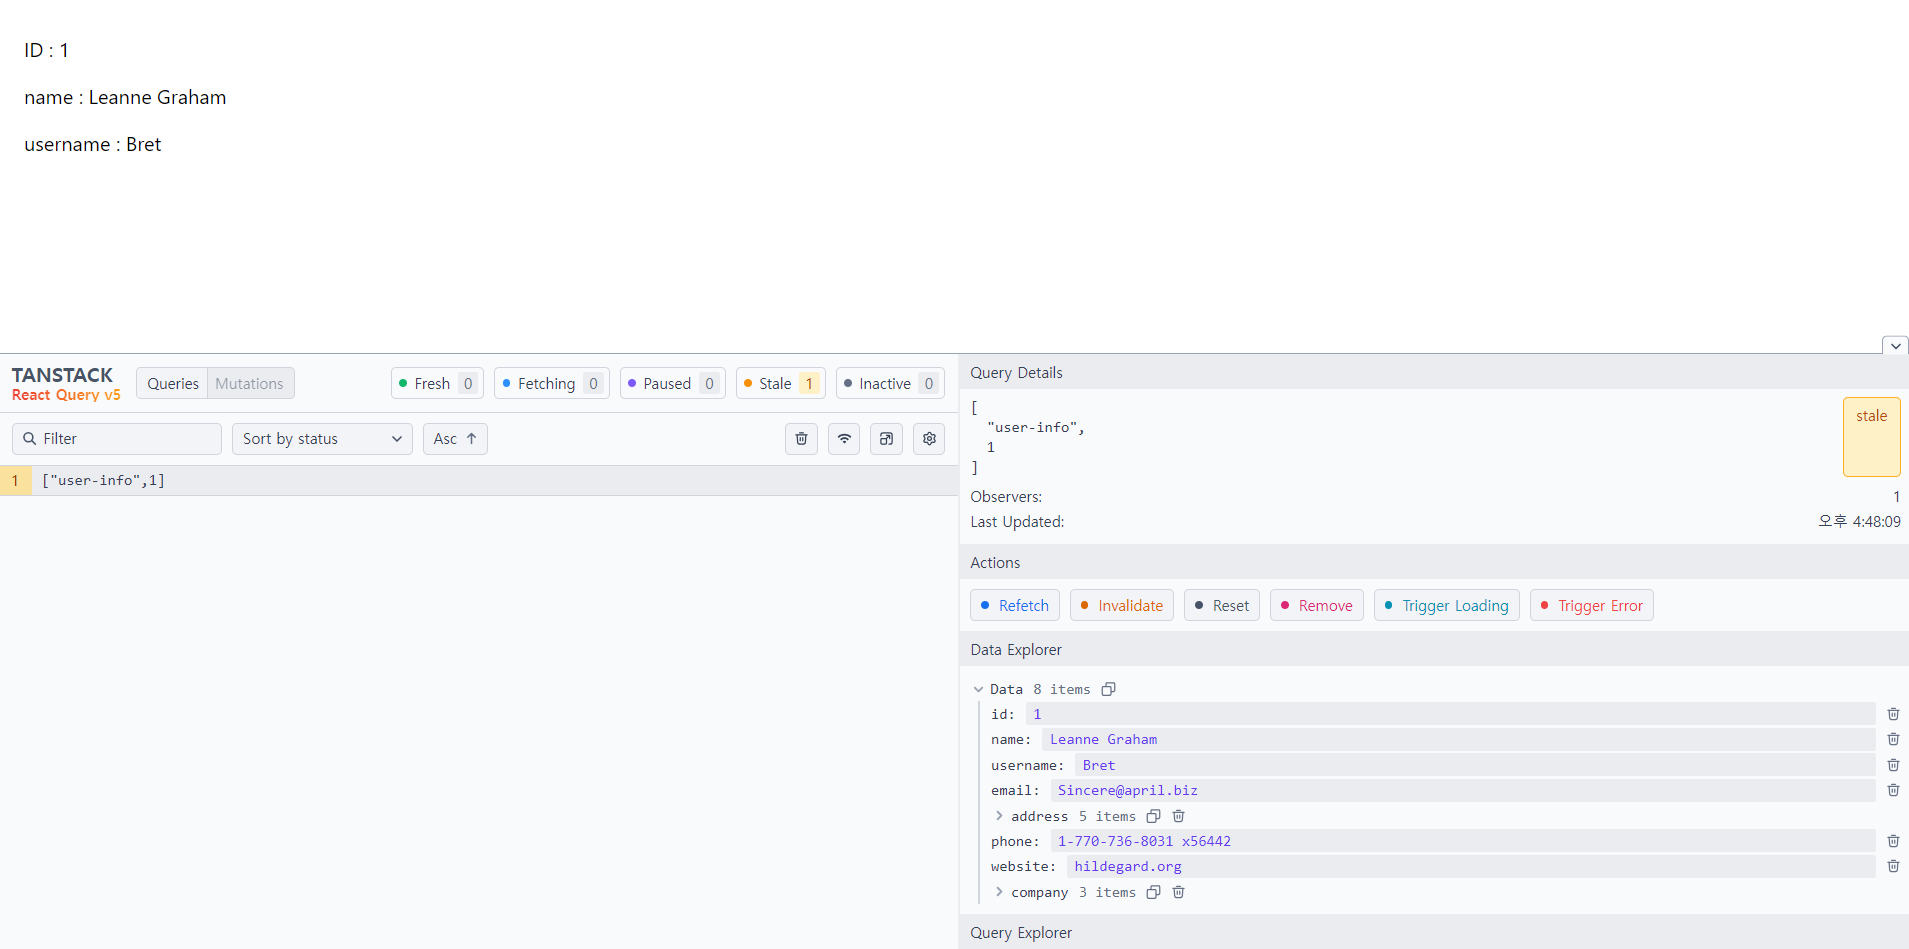 ID : 1
name : Leanne Graham
username : Bret
TANSTACK
React Query v5
Queries Mutations
Fresh 0 Fetching 0 Paused 0 Stale 1 Inactive 0
Filter Sort by status Asc
1 ["user-info",1]
Query Details
[
"user-info",
1
]
stale
Observers: 1
Last Updated: 오후 4:48:09
Actions
Refetch Invalidate Reset Remove Trigger Loading Trigger Error
Data Explorer
Data 8 items
id: 1
name: Leanne Graham
username: Bret
email: Sincere@april.biz
address 5 items
phone: 1-770-736-8031 x56442
website: hildegard.org
company 3 items
Query Explorer